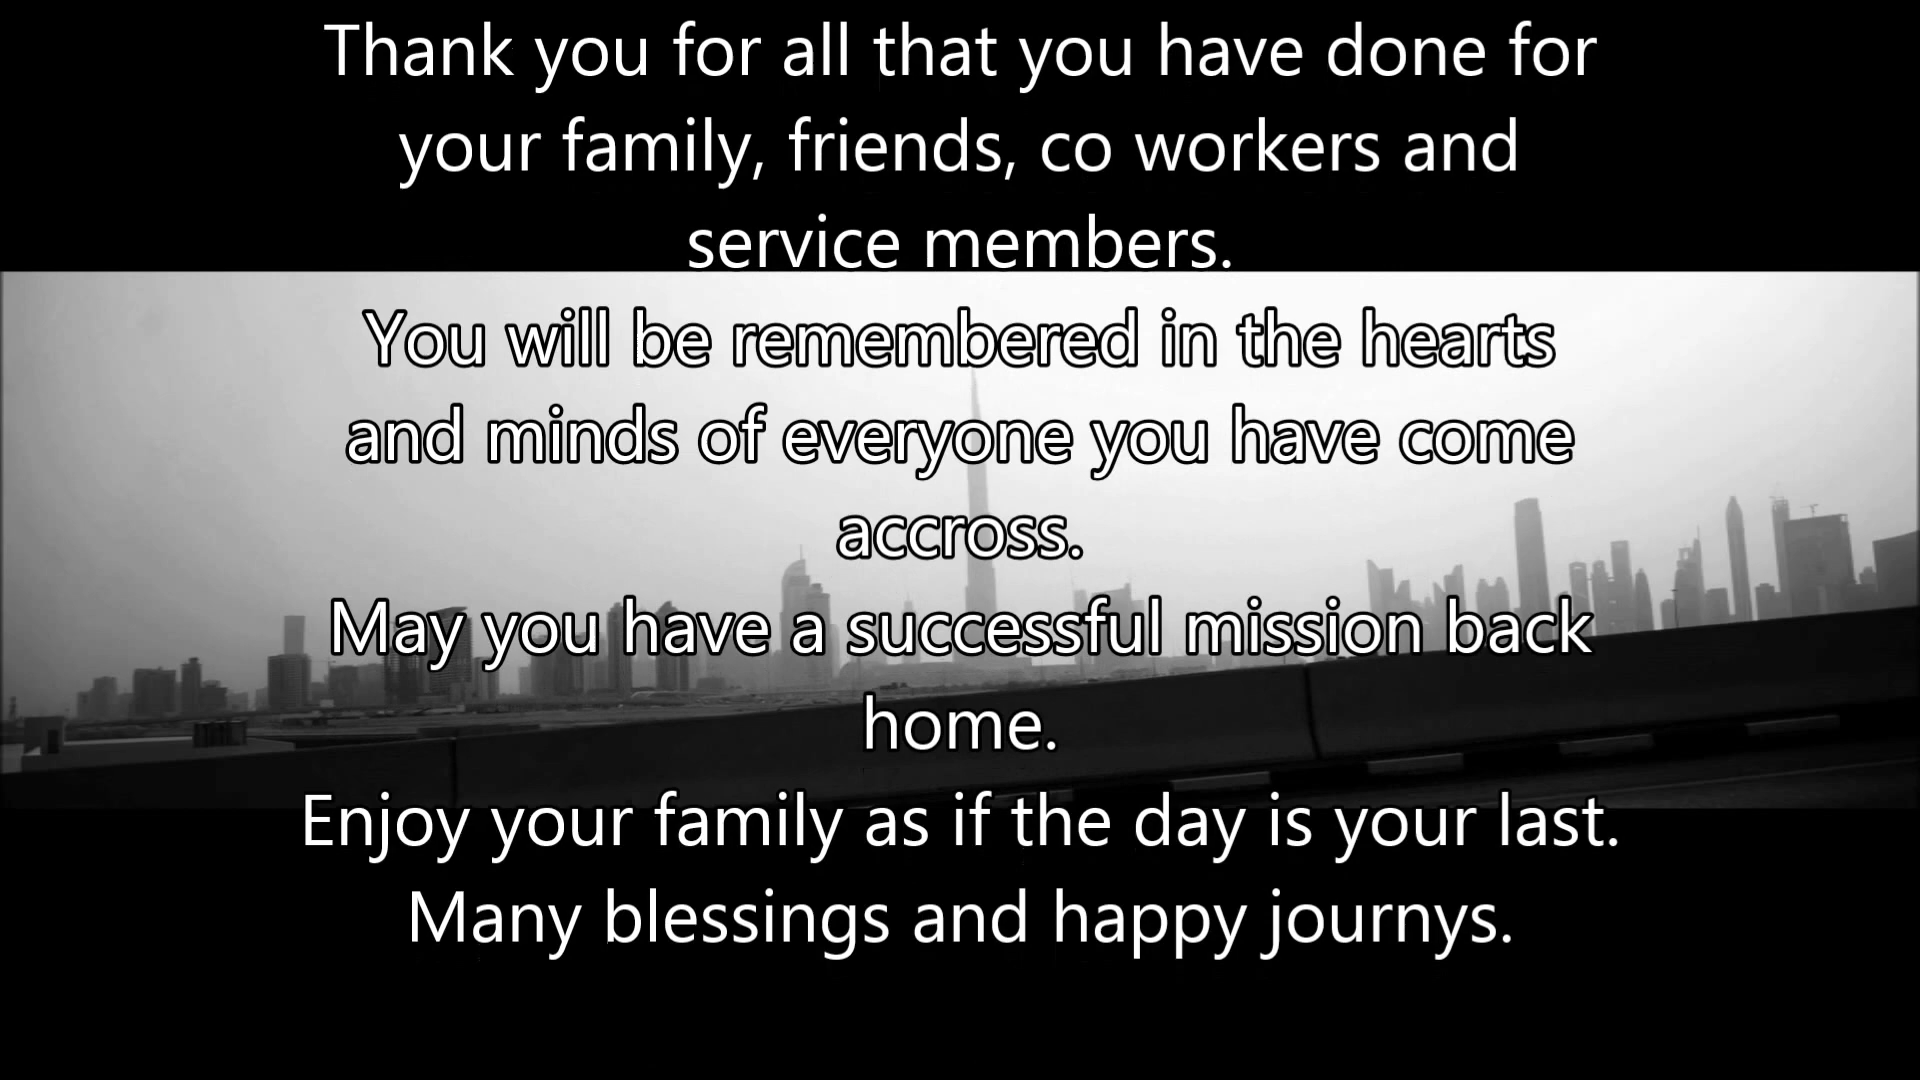 Thank you for all that you have done for
your family, friends, co workers and
service members.
You will be remembered in the hearts
and minds of everyone you have come
accross.
May you have a successful mission back
home.
Enjoy your family as if the day is your last.
Many blessings and happy journys.